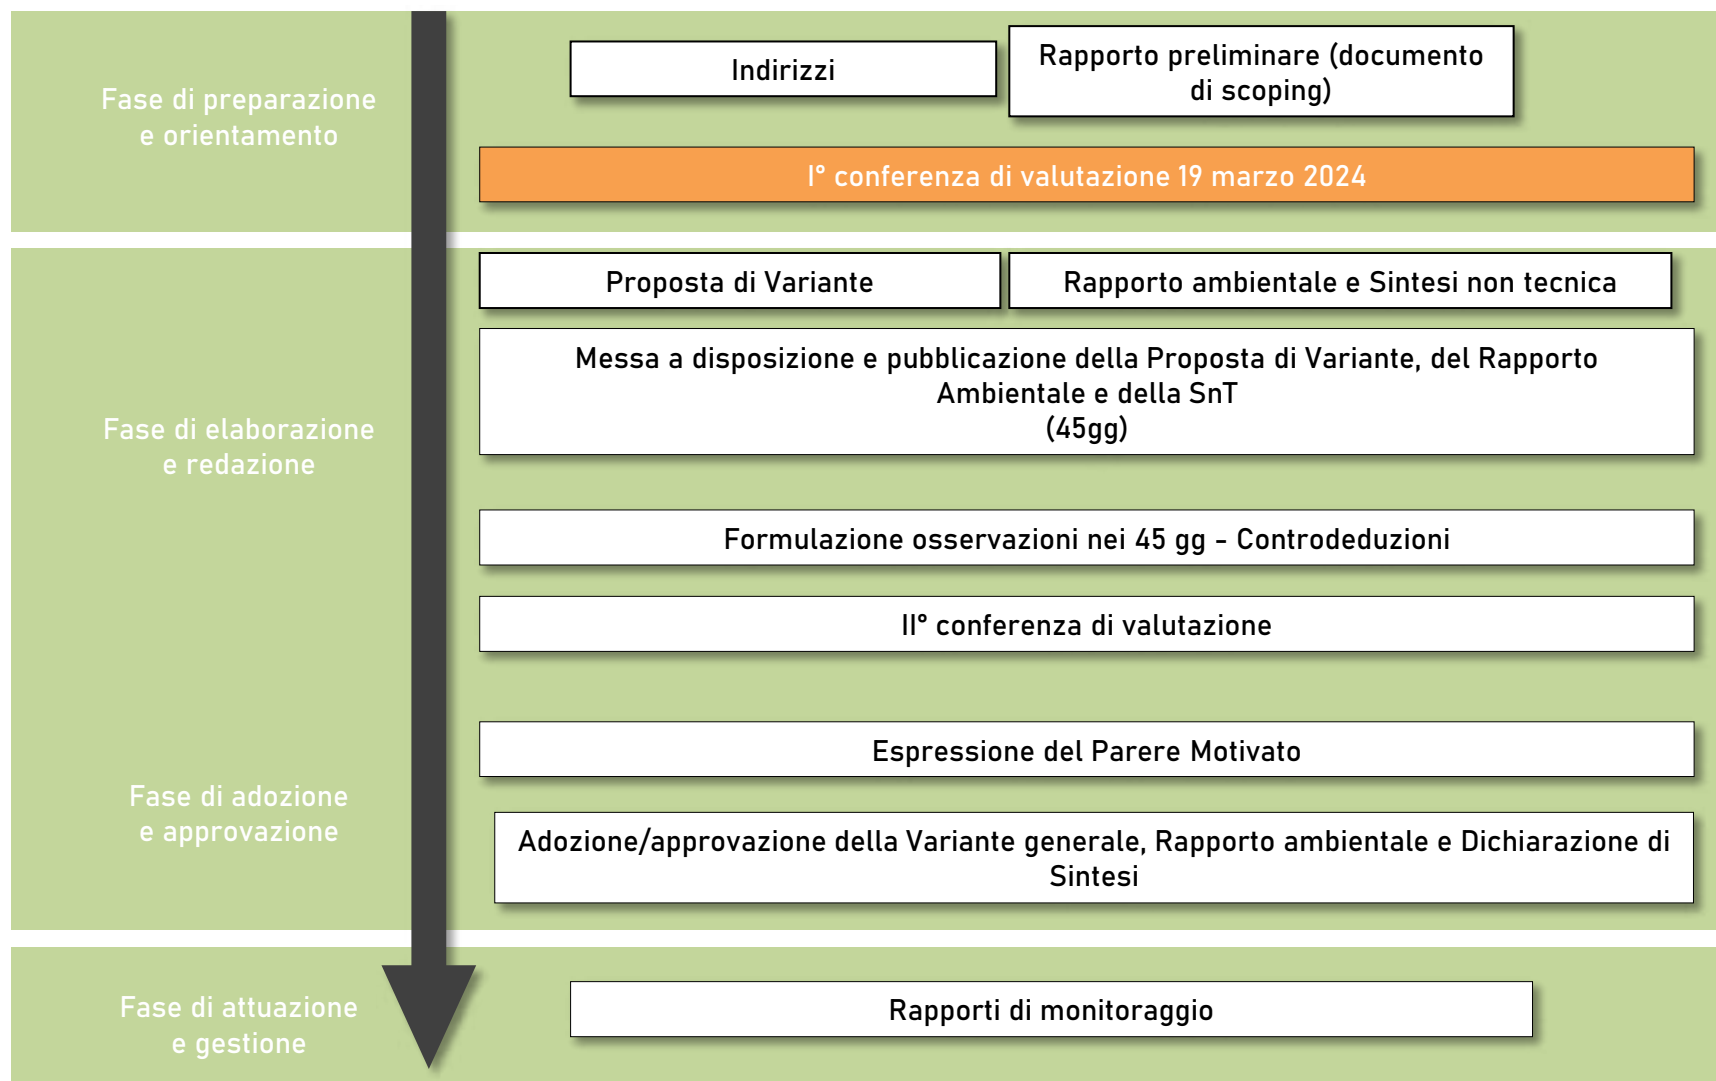 Fase di preparazione
e orientamento
Indirizzi
Rapporto preliminare (documento
di scoping)
I° conferenza di valutazione 19 marzo 2024
Fase di elaborazione
e redazione
Proposta di Variante
Rapporto ambientale e Sintesi non tecnica
Messa a disposizione e pubblicazione della Proposta di Variante, del Rapporto
Ambientale e della SnT
(45gg)
Formulazione osservazioni nei 45 gg - Controdeduzioni
II° conferenza di valutazione
Fase di adozione
e approvazione
Espressione del Parere Motivato
Adozione/approvazione della Variante generale, Rapporto ambientale e Dichiarazione di
Sintesi
Fase di attuazione
e gestione
Rapporti di monitoraggio